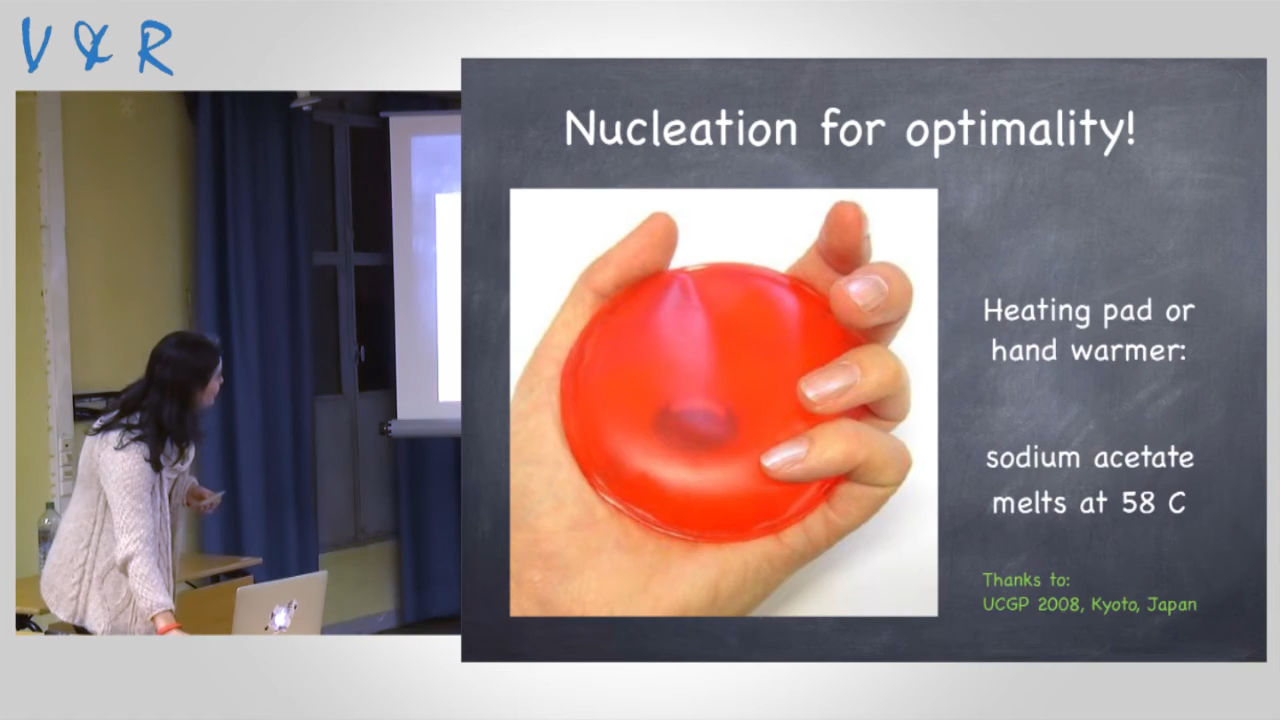 V & R
Nucleation for optimality!
Heating pad or
hand warmer:
sodium acetate
melts at 58 C
Thanks to:
UCGP 2008, Kyoto, Japan